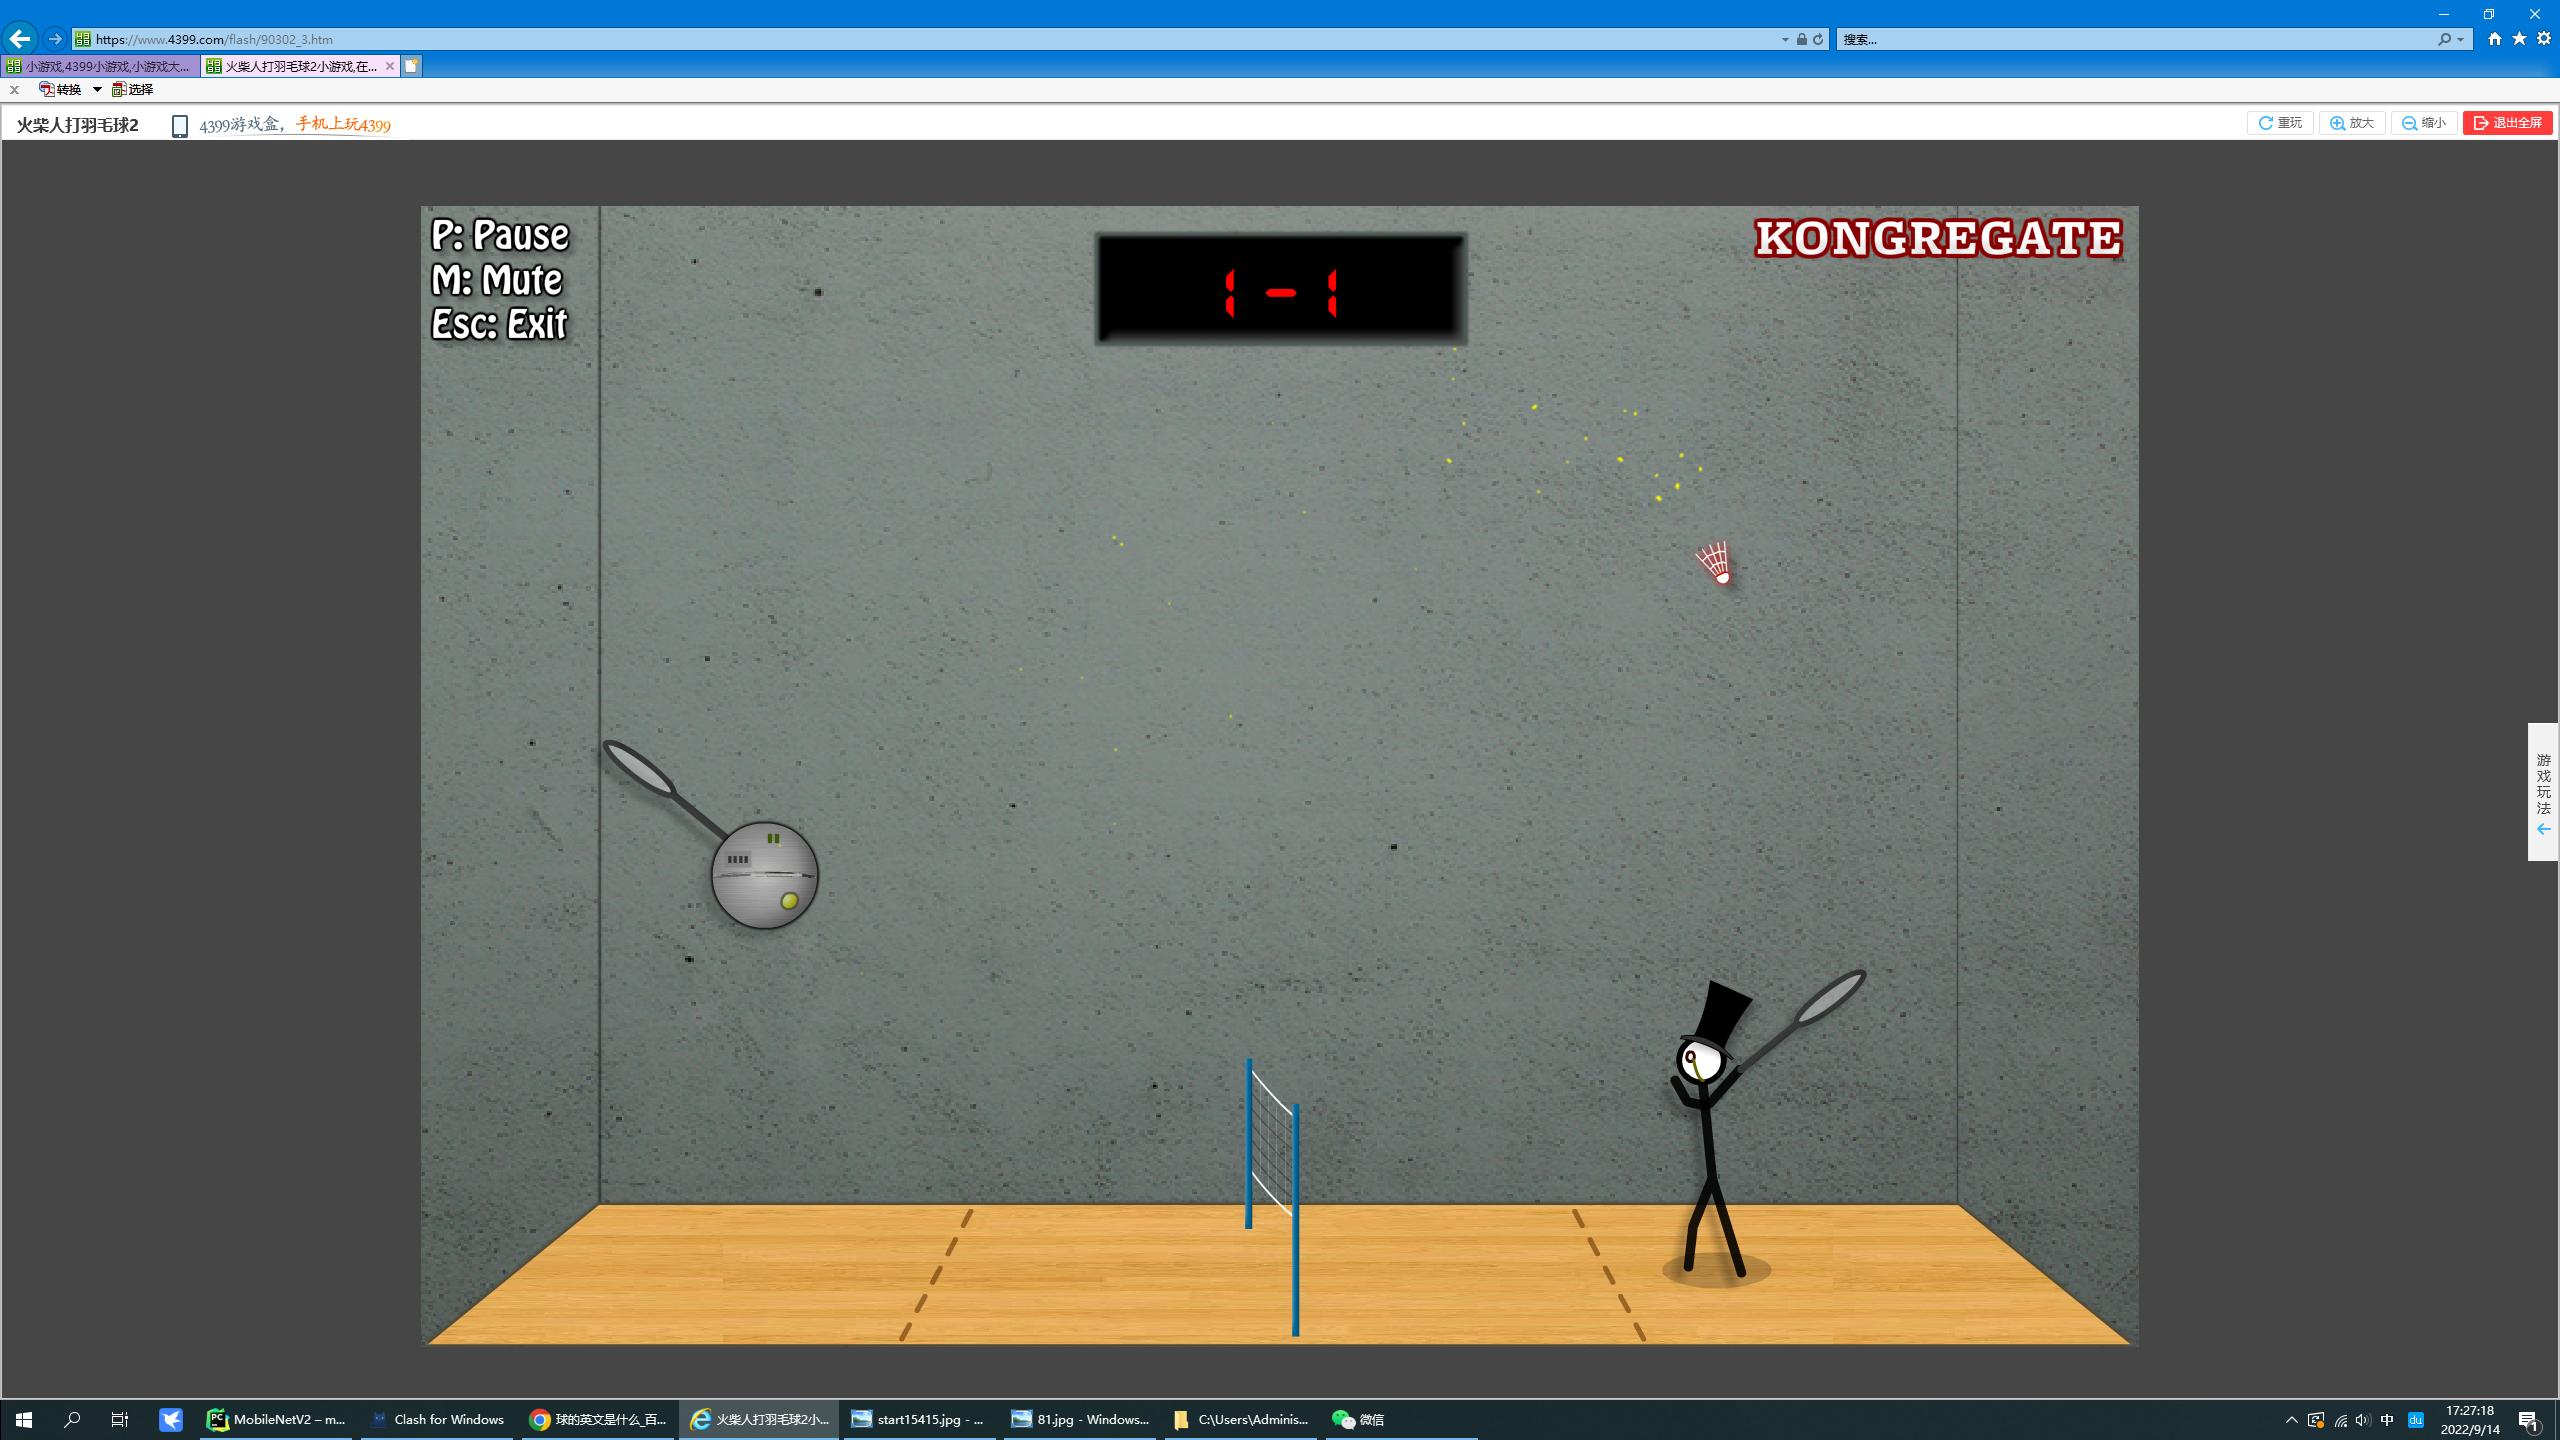 https://www.4399.com/flash/90302_3.htm
搜索...
小游戏,4399小游戏,小游戏大...
火柴人打羽毛球2小游戏,在...
转换
选择
火柴人打羽毛球2
4399游戏盒，手机上玩4399
重玩
放大
缩小
退出全屏
P: Pause
M: Mute
Esc: Exit
1 - 1
KONGREGATE
游戏玩法
MobileNetV2 – m...
Clash for Windows
球的英文是什么_百...
火柴人打羽毛球2小...
start15415.jpg - ...
81.jpg - Windows...
C:\Users\Adminis...
微信
中
du
17:27:18
2022/9/14
1